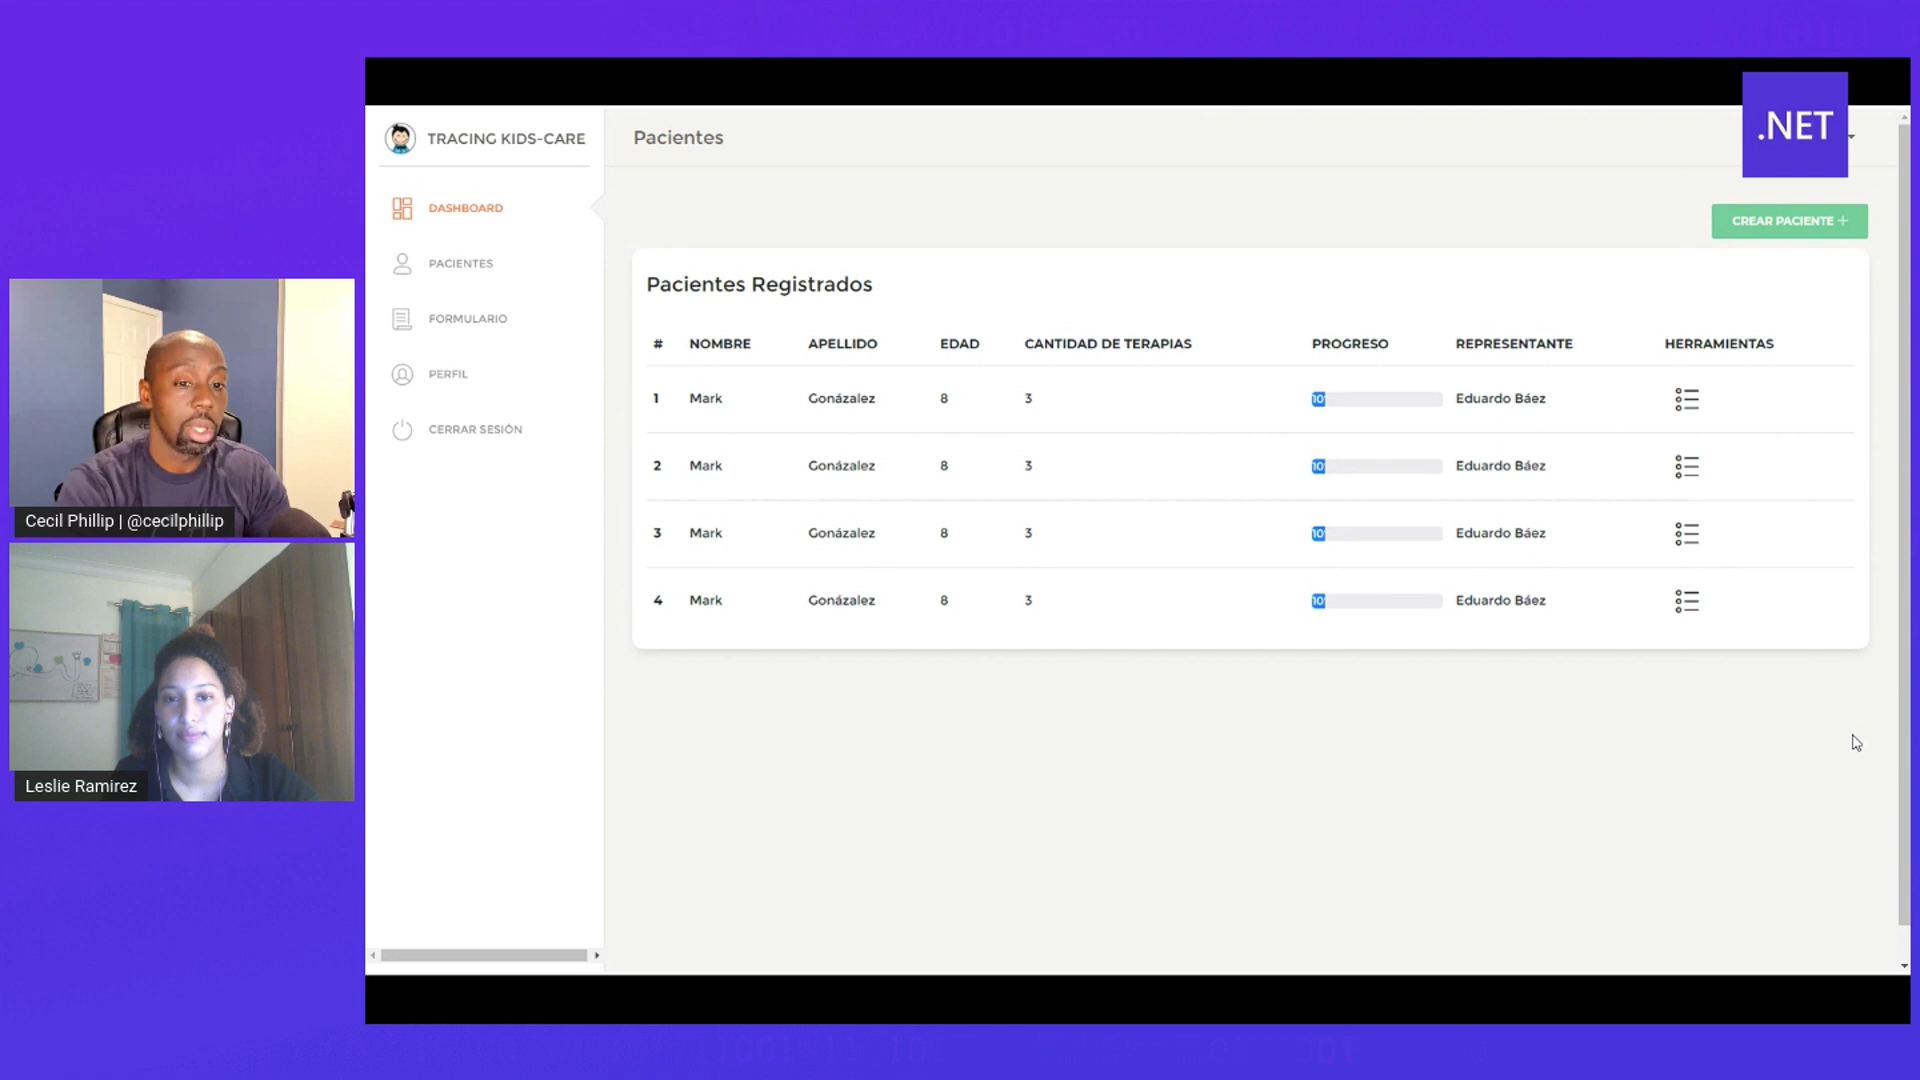 .NET
TRACING KIDS-CARE
Pacientes
DASHBOARD
PACIENTES
FORMULARIO
PERFIL
CERRAR SESIÓN
CREAR PACIENTE +
Pacientes Registrados
# NOMBRE APELLIDO EDAD CANTIDAD DE TERAPIAS PROGRESO REPRESENTANTE HERRAMIENTAS
1 Mark Gonázalez 8 3 10 Eduardo Báez
2 Mark Gonázalez 8 3 10 Eduardo Báez
3 Mark Gonázalez 8 3 10 Eduardo Báez
4 Mark Gonázalez 8 3 10 Eduardo Báez
Cecil Phillip | @cecilphillip
Leslie Ramirez